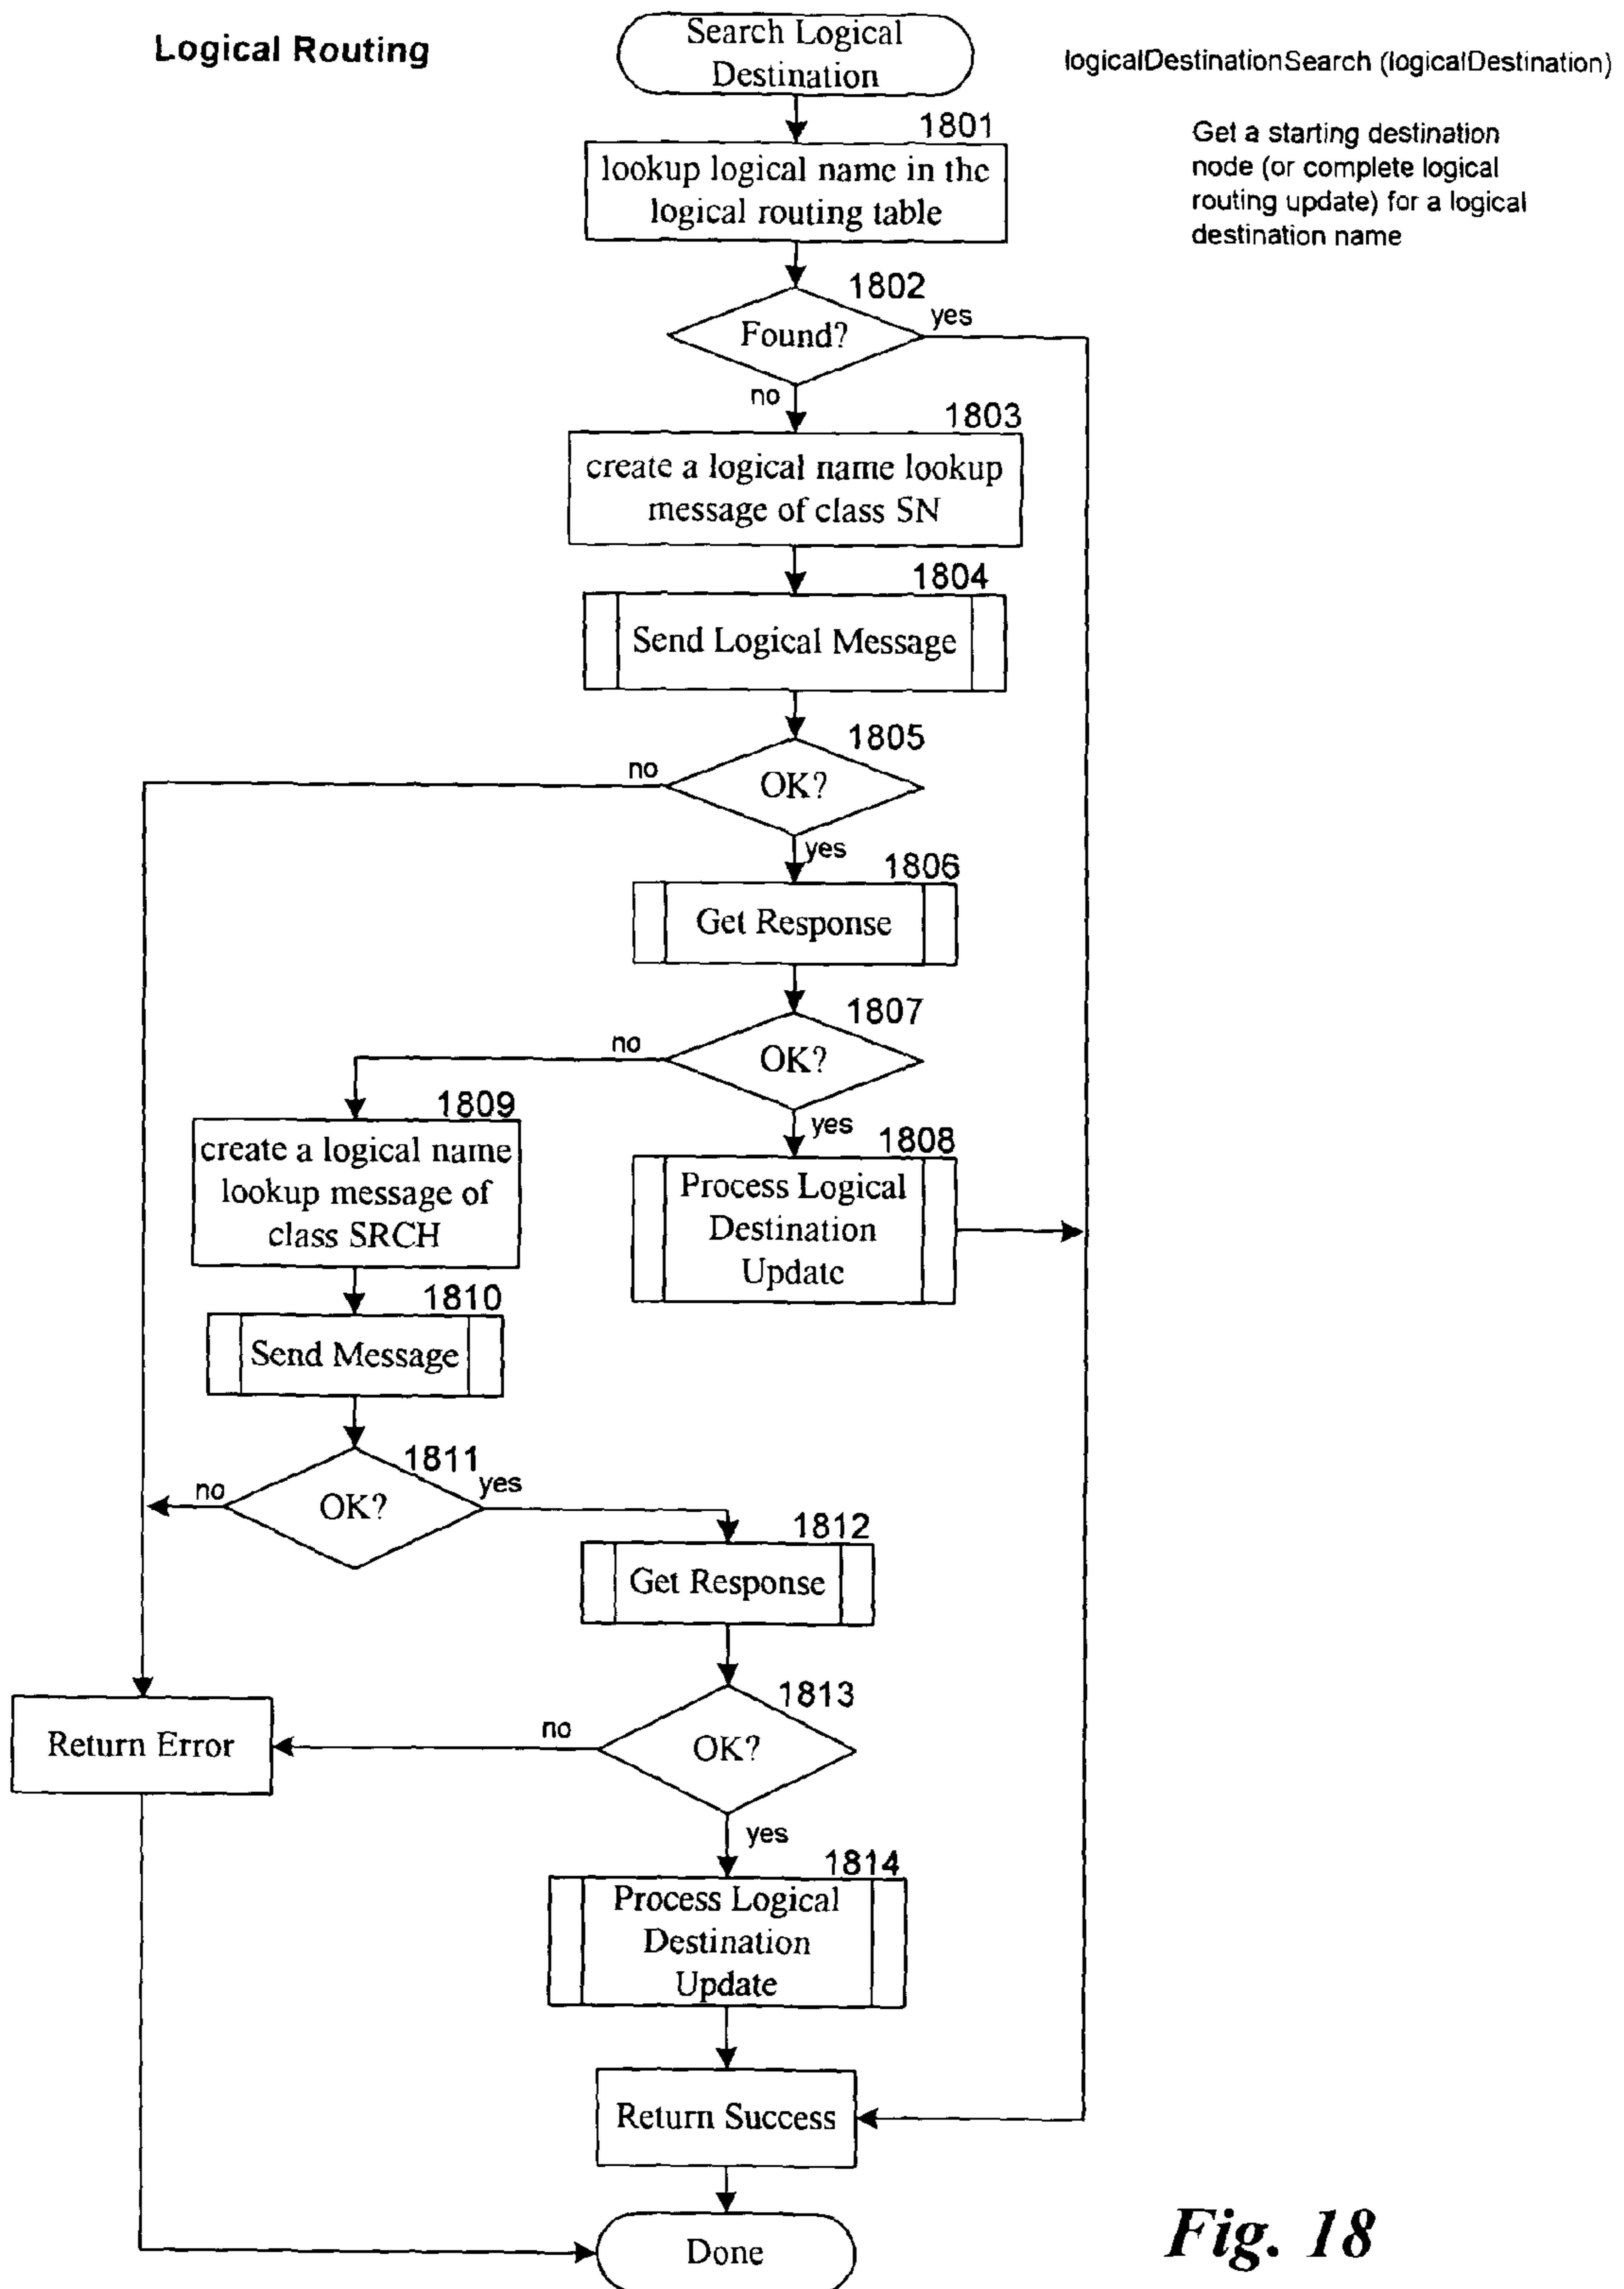 Logical Routing
Search Logical
Destination
logicalDestinationSearch (logicalDestination)
Get a starting destination
node (or complete logical
routing update) for a logical
destination name
1801
lookup logical name in the
logical routing table
1802
Found?
yes
no
1803
create a logical name lookup
message of class SN
1804
Send Logical Message
1805
OK?
no
yes
1806
Get Response
1807
OK?
no
yes
1808
Process Logical
Destination
Update
1809
create a logical name
lookup message of
class SRCH
1810
Send Message
1811
OK?
no
yes
1812
Get Response
1813
OK?
no
yes
Return Error
1814
Process Logical
Destination
Update
Return Success
Done
Fig. 18